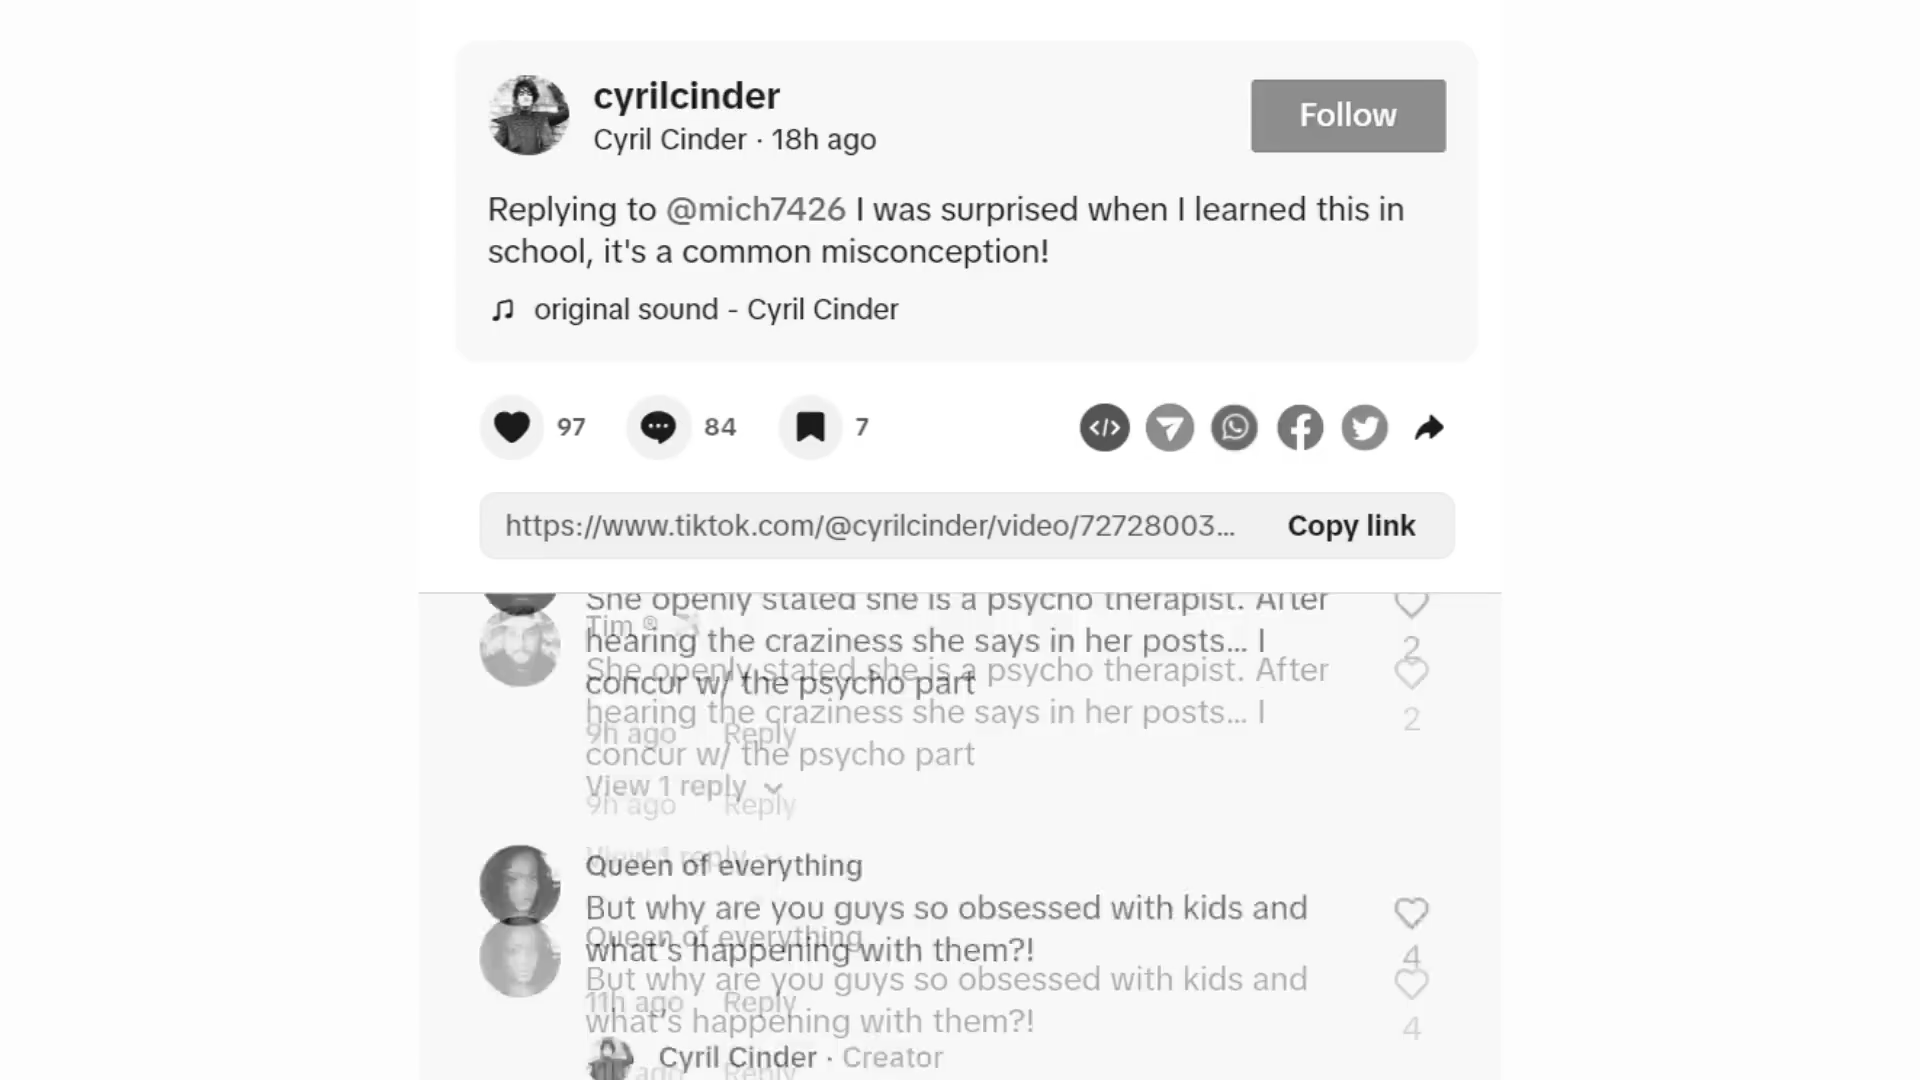 cyrilcinder
Cyril Cinder · 18h ago
Follow
Replying to @mich7426 I was surprised when I learned this in
school, it's a common misconception!
original sound - Cyril Cinder
97
84
7
https://www.tiktok.com/@cyrilcinder/video/72728003...
Copy link
She openly stated she is a psycho therapist. After
Tim ®
hearing the craziness she says in her posts... I
2
She openly stated she is a psycho therapist. After
concur w/ the psycho part
hearing the craziness she says in her posts... I
2
9h ago Reply
concur w/ the psycho part
View 1 reply
9h ago Reply
View 1 reply
Queen of everything
But why are you guys so obsessed with kids and
Queen of everything
what's happening with them?!
4
But why are you guys so obsessed with kids and
11h ago Reply
what's happening with them?!
4
Cyril Cinder · Creator
ago Reply